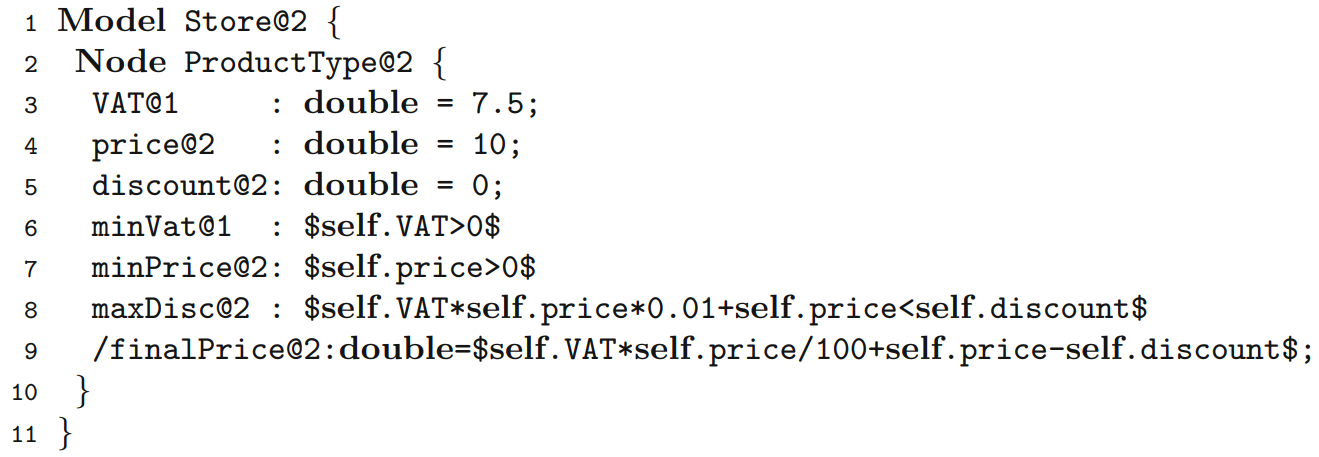 1 Model Store@2 {
2 Node ProductType@2 {
3 VAT@1 : double = 7.5;
4 price@2 : double = 10;
5 discount@2: double = 0;
6 minVat@1 : $self.VAT>0$
7 minPrice@2: $self.price>0$
8 maxDisc@2 : $self.VAT*self.price*0.01+self.price<self.discount$
9 /finalPrice@2:double=$self.VAT*self.price/100+self.price-self.discount$;
10 }
11 }